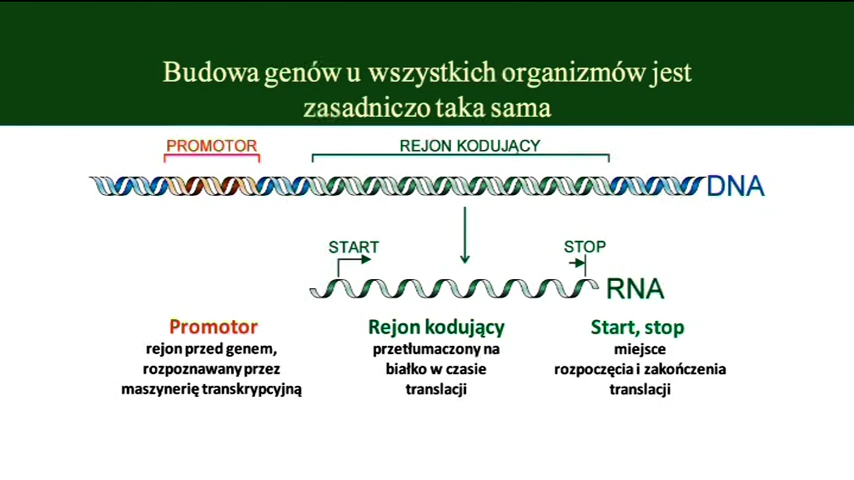 Budowa genów u wszystkich organizmów jest
zasadniczo taka sama
PROMOTOR
REJON KODUJĄCY
DNA
START
STOP
RNA
Promotor
rejon przed genem,
rozpoznawany przez
maszynerię transkrypcyjną
Rejon kodujący
przetłumaczony na
białko w czasie
translacji
Start, stop
miejsce
rozpoczęcia i zakończenia
translacji